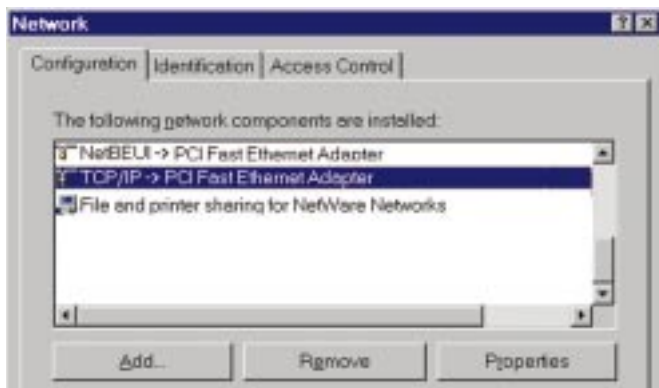 Network
Configuration Identification Access Control
The following network components are installed:
NetBEUI -> PCI Fast Ethernet Adapter
TCP/IP -> PCI Fast Ethernet Adapter
File and printer sharing for NetWare Networks
Add... Remove Properties